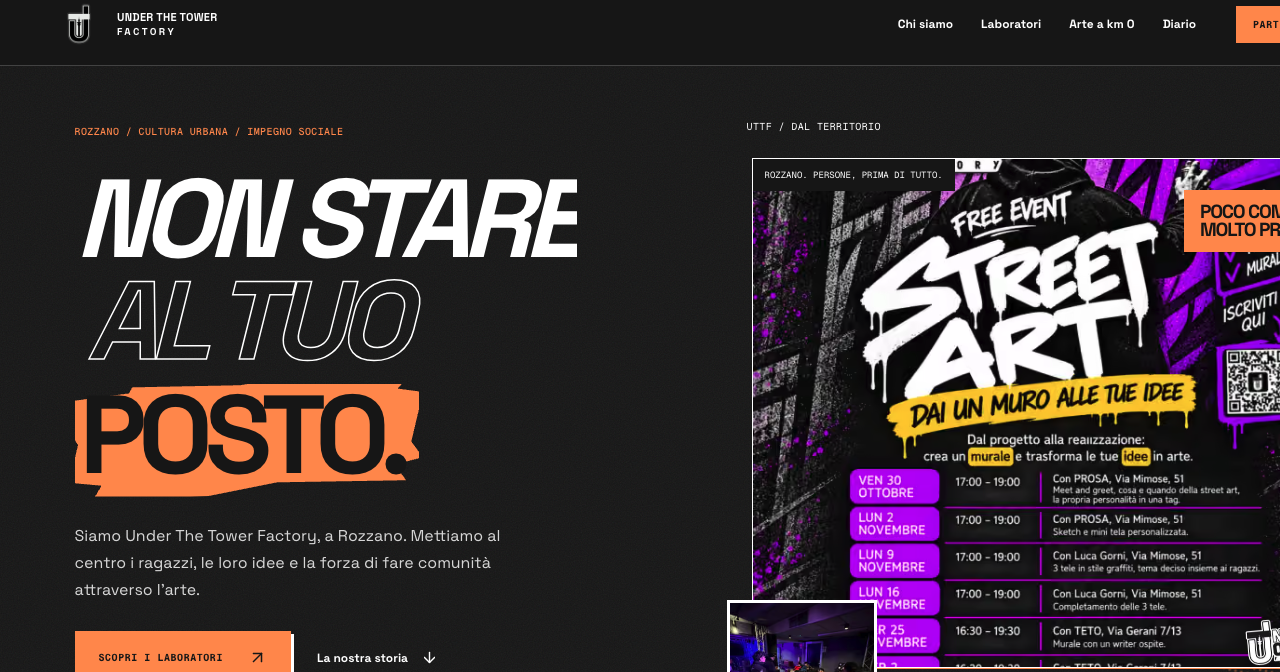 UNDER THE TOWER
FACTORY
Chi siamo
Laboratori
Arte a km 0
Diario
PART
ROZZANO / CULTURA URBANA / IMPEGNO SOCIALE
NON STARE
AL TUO
POSTO.
Siamo Under The Tower Factory, a Rozzano. Mettiamo al
centro i ragazzi, le loro idee e la forza di fare comunità
attraverso l'arte.
SCOPRI I LABORATORI
La nostra storia
UTTF / DAL TERRITORIO
ROZZANO. PERSONE, PRIMA DI TUTTO.
O R Y
POCO COM
MOLTO PR
FREE EVENT
STREET
ART
MURAL
ISCRIVITI
QUI
DAI UN MURO ALLE TUE IDEE
Dal progetto alla reaiızzazione:
crea un murale e trasforma le tue idee in arte.
VEN 30
OTTOBRE
17:00 – 19:00
Con PROSA, Via Mimose, 51
Meet and greet, cosa e quando della street art,
la propria personalità in una tag.
LUN 2
NOVEMBRE
17:00 – 19:00
Con PROSA, Via Mimose, 51
Sketch e mini tela personalizzata.
LUN 9
NOVEMBRE
17:00 – 19:00
Con Luca Gorni, Via Mimose, 51
3 tele in stile graffiti, tema deciso insieme ai ragazzi.
LUN 16
VEMBRE
17:00 – 19:00
Con Luca Gorni, Via Mimose, 51
Completamento delle 3 tele.
R 25
VEMBRE
16:30 – 19:30
Con TETO, Via Gerani 7/13
Murale con un writer ospite.